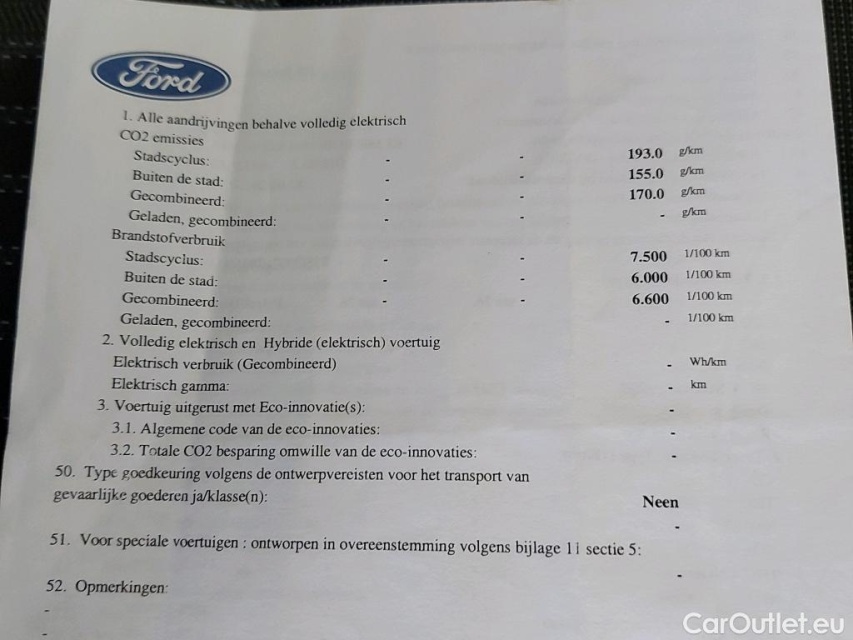 Ford
1. Alle aandrijvingen behalve volledig elektrisch
CO2 emissies
Stadscyclus: - - 193.0 g/km
Buiten de stad: - - 155.0 g/km
Gecombineerd: - - 170.0 g/km
Geladen, gecombineerd: - - - g/km
Brandstofverbruik
Stadscyclus: - - 7.500 1/100 km
Buiten de stad: - - 6.000 1/100 km
Gecombineerd: - - 6.600 1/100 km
Geladen, gecombineerd: - 1/100 km
2. Volledig elektrisch en Hybride (elektrisch) voertuig
Elektrisch verbruik (Gecombineerd) - Wh/km
Elektrisch gamma: - km
3. Voertuig uitgerust met Eco-innovatie(s): -
3.1. Algemene code van de eco-innovaties: -
3.2. Totale CO2 besparing omwille van de eco-innovaties: -
50. Type goedkeuring volgens de ontwerpvereisten voor het transport van
gevaarlijke goederen ja/klasse(n): Neen
-
51. Voor speciale voertuigen : ontworpen in overeenstemming volgens bijlage 11 sectie 5:
-
52. Opmerkingen:
-
-
CarOutlet.eu